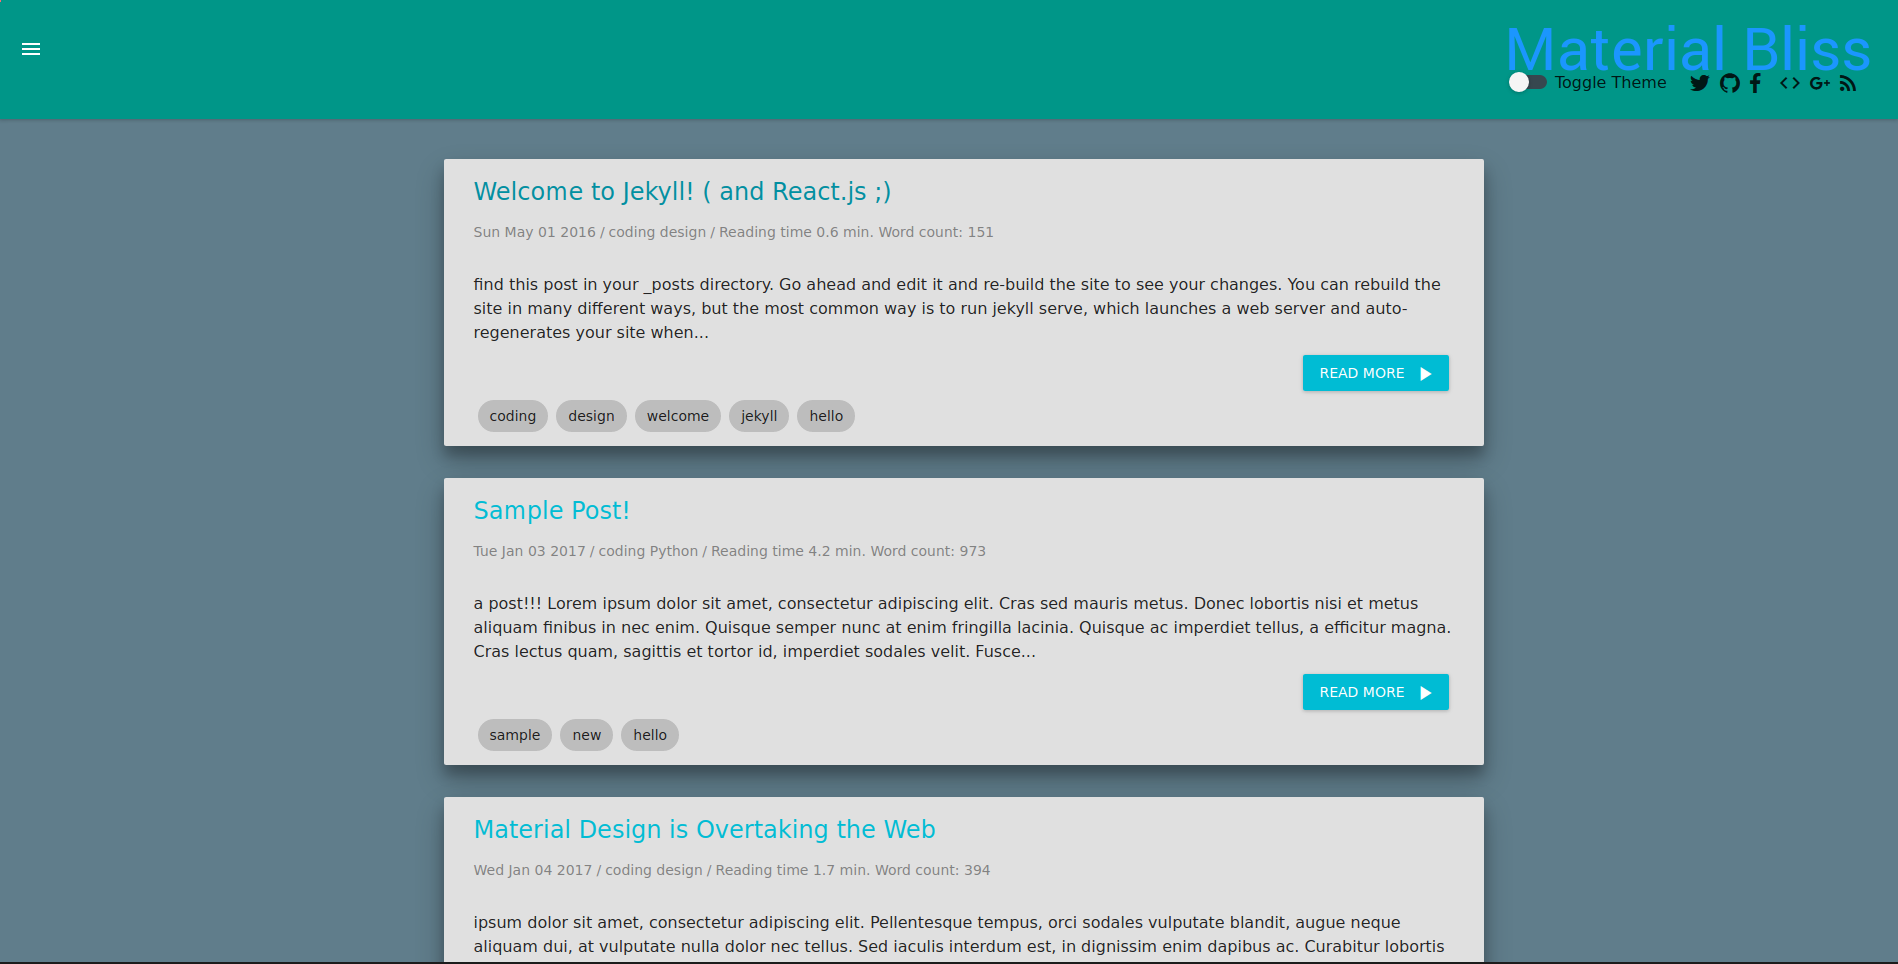 Material Bliss
Toggle Theme
Welcome to Jekyll! ( and React.js ;)
Sun May 01 2016 / coding design / Reading time 0.6 min. Word count: 151
find this post in your _posts directory. Go ahead and edit it and re-build the site to see your changes. You can rebuild the
site in many different ways, but the most common way is to run jekyll serve, which launches a web server and auto-
regenerates your site when...
READ MORE
coding design welcome jekyll hello
Sample Post!
Tue Jan 03 2017 / coding Python / Reading time 4.2 min. Word count: 973
a post!!! Lorem ipsum dolor sit amet, consectetur adipiscing elit. Cras sed mauris metus. Donec lobortis nisi et metus
aliquam finibus in nec enim. Quisque semper nunc at enim fringilla lacinia. Quisque ac imperdiet tellus, a efficitur magna.
Cras lectus quam, sagittis et tortor id, imperdiet sodales velit. Fusce...
READ MORE
sample new hello
Material Design is Overtaking the Web
Wed Jan 04 2017 / coding design / Reading time 1.7 min. Word count: 394
ipsum dolor sit amet, consectetur adipiscing elit. Pellentesque tempus, orci sodales vulputate blandit, augue neque
aliquam dui, at vulputate nulla dolor nec tellus. Sed iaculis interdum est, in dignissim enim dapibus ac. Curabitur lobortis